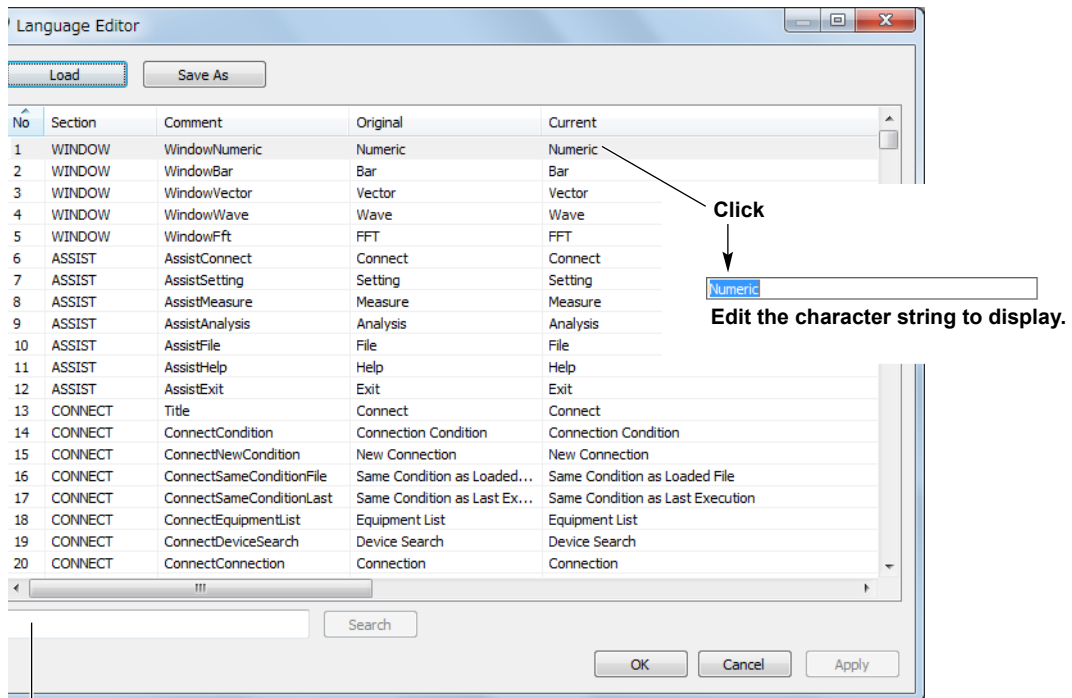 Language Editor
Load Save As
No Section Comment Original Current
1 WINDOW WindowNumeric Numeric Numeric
2 WINDOW WindowBar Bar Bar
3 WINDOW WindowVector Vector Vector
4 WINDOW WindowWave Wave Wave
5 WINDOW WindowFft FFT FFT
6 ASSIST AssistConnect Connect Connect
7 ASSIST AssistSetting Setting Setting
8 ASSIST AssistMeasure Measure Measure
9 ASSIST AssistAnalysis Analysis Analysis
10 ASSIST AssistFile File File
11 ASSIST AssistHelp Help Help
12 ASSIST AssistExit Exit Exit
13 CONNECT Title Connect Connect
14 CONNECT ConnectCondition Connection Condition Connection Condition
15 CONNECT ConnectNewCondition New Connection New Connection
16 CONNECT ConnectSameConditionFile Same Condition as Loaded... Same Condition as Loaded File
17 CONNECT ConnectSameConditionLast Same Condition as Last Ex... Same Condition as Last Execution
18 CONNECT ConnectEquipmentList Equipment List Equipment List
19 CONNECT ConnectDeviceSearch Device Search Device Search
20 CONNECT ConnectConnection Connection Connection
Click
Numeric
Edit the character string to display.
Search
OK Cancel Apply